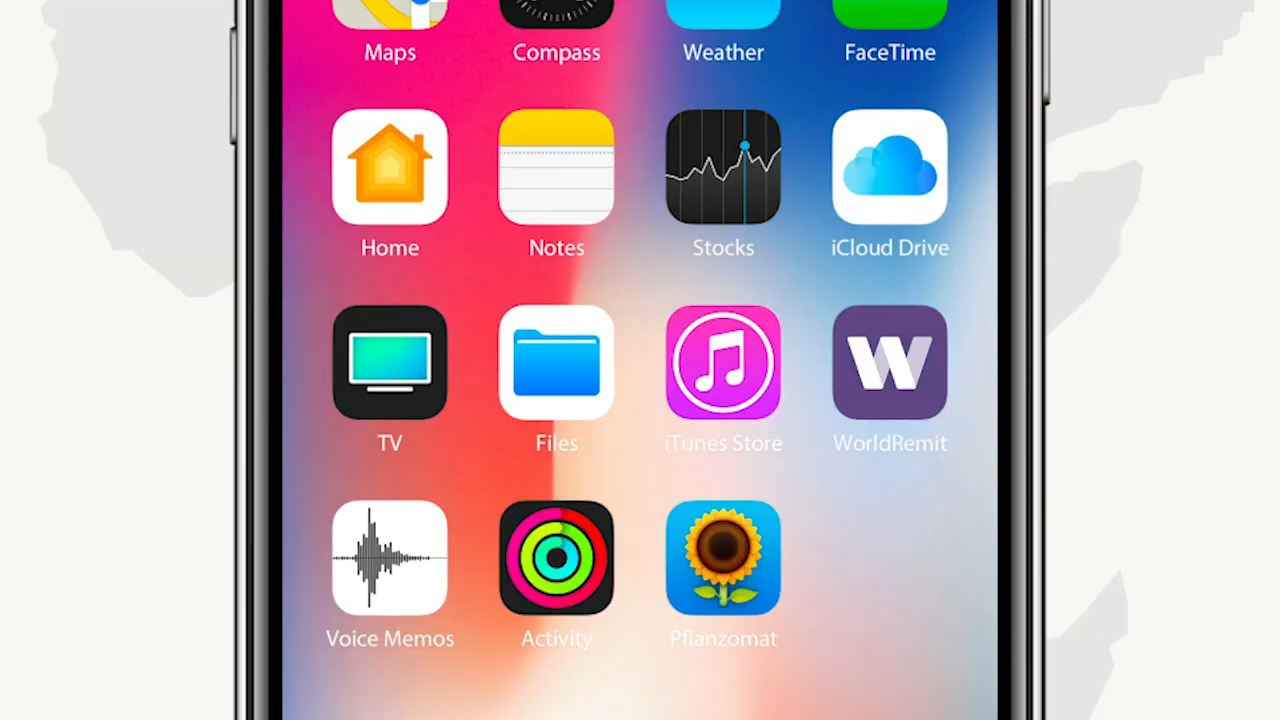 Maps Compass Weather FaceTime
Home Notes Stocks iCloud Drive
W
TV Files iTunes Store WorldRemit
Voice Memos Activity Pflanzomat